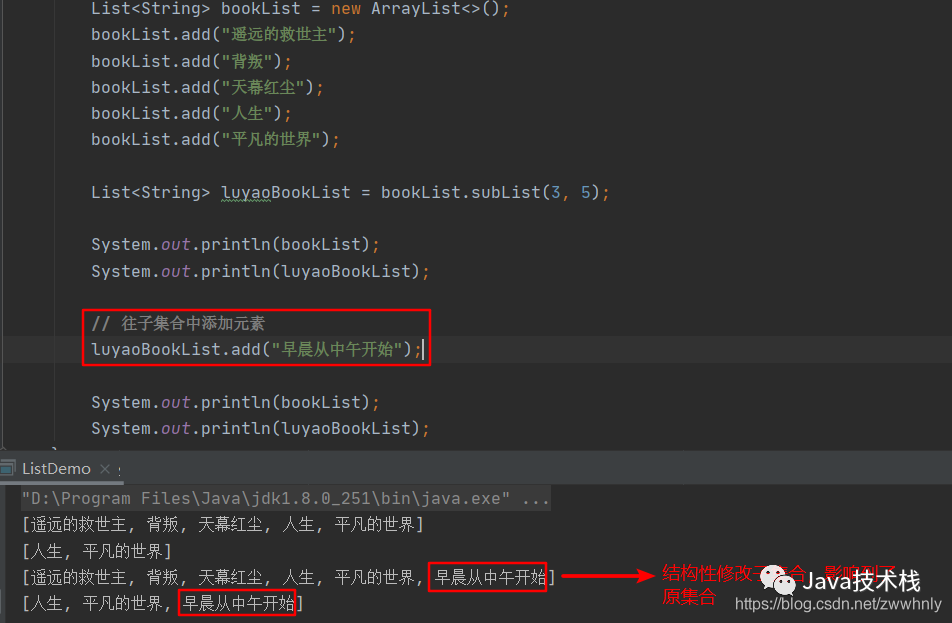 List<String> bookList = new ArrayList<>();
bookList.add("遥远的救世主");
bookList.add("背叛");
bookList.add("天幕红尘");
bookList.add("人生");
bookList.add("平凡的世界");
List<String> luyaoBookList = bookList.subList(3, 5);
System.out.println(bookList);
System.out.println(luyaoBookList);
// 往子集合中添加元素
luyaoBookList.add("早晨从中午开始");
System.out.println(bookList);
System.out.println(luyaoBookList);
}
ListDemo ×
"D:\Program Files\Java\jdk1.8.0_251\bin\java.exe" ...
[遥远的救世主, 背叛, 天幕红尘, 人生, 平凡的世界]
[人生, 平凡的世界]
[遥远的救世主, 背叛, 天幕红尘, 人生, 平凡的世界, 早晨从中午开始]
[人生, 平凡的世界, 早晨从中午开始]
结构性修改子集合，影响到了
原集合
Java技术栈
https://blog.csdn.net/zwwhnly